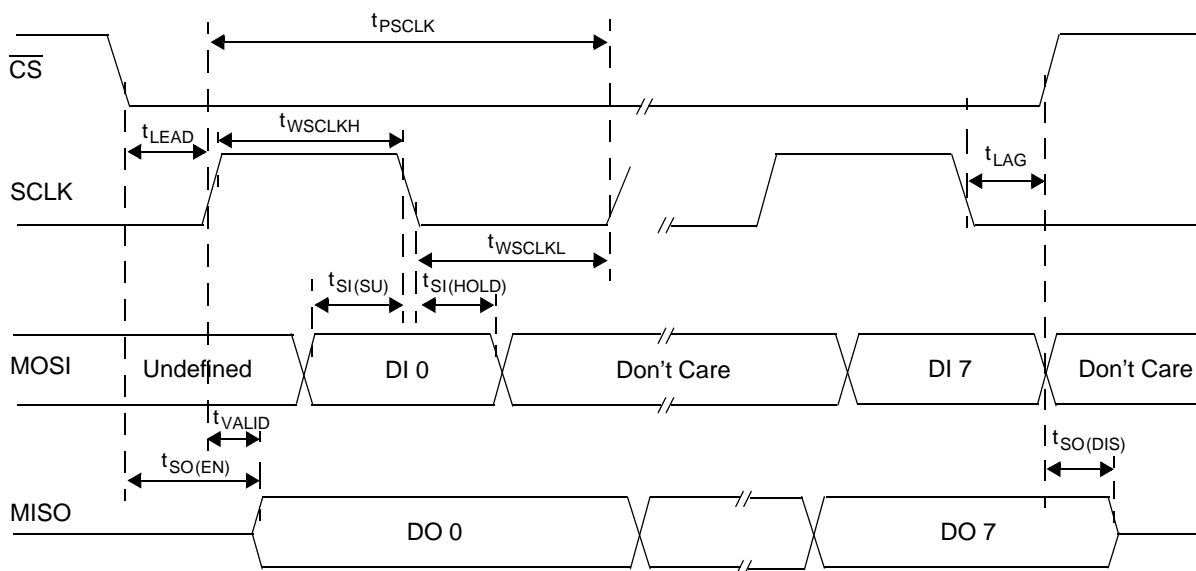 tPSCLK
CS
tLEAD
tWSCLKH
tLAG
SCLK
tWSCLKL
tSI(SU)
tSI(HOLD)
MOSI
Undefined
DI 0
Don't Care
DI 7
Don't Care
tVALID
tSO(EN)
tSO(DIS)
MISO
DO 0
DO 7